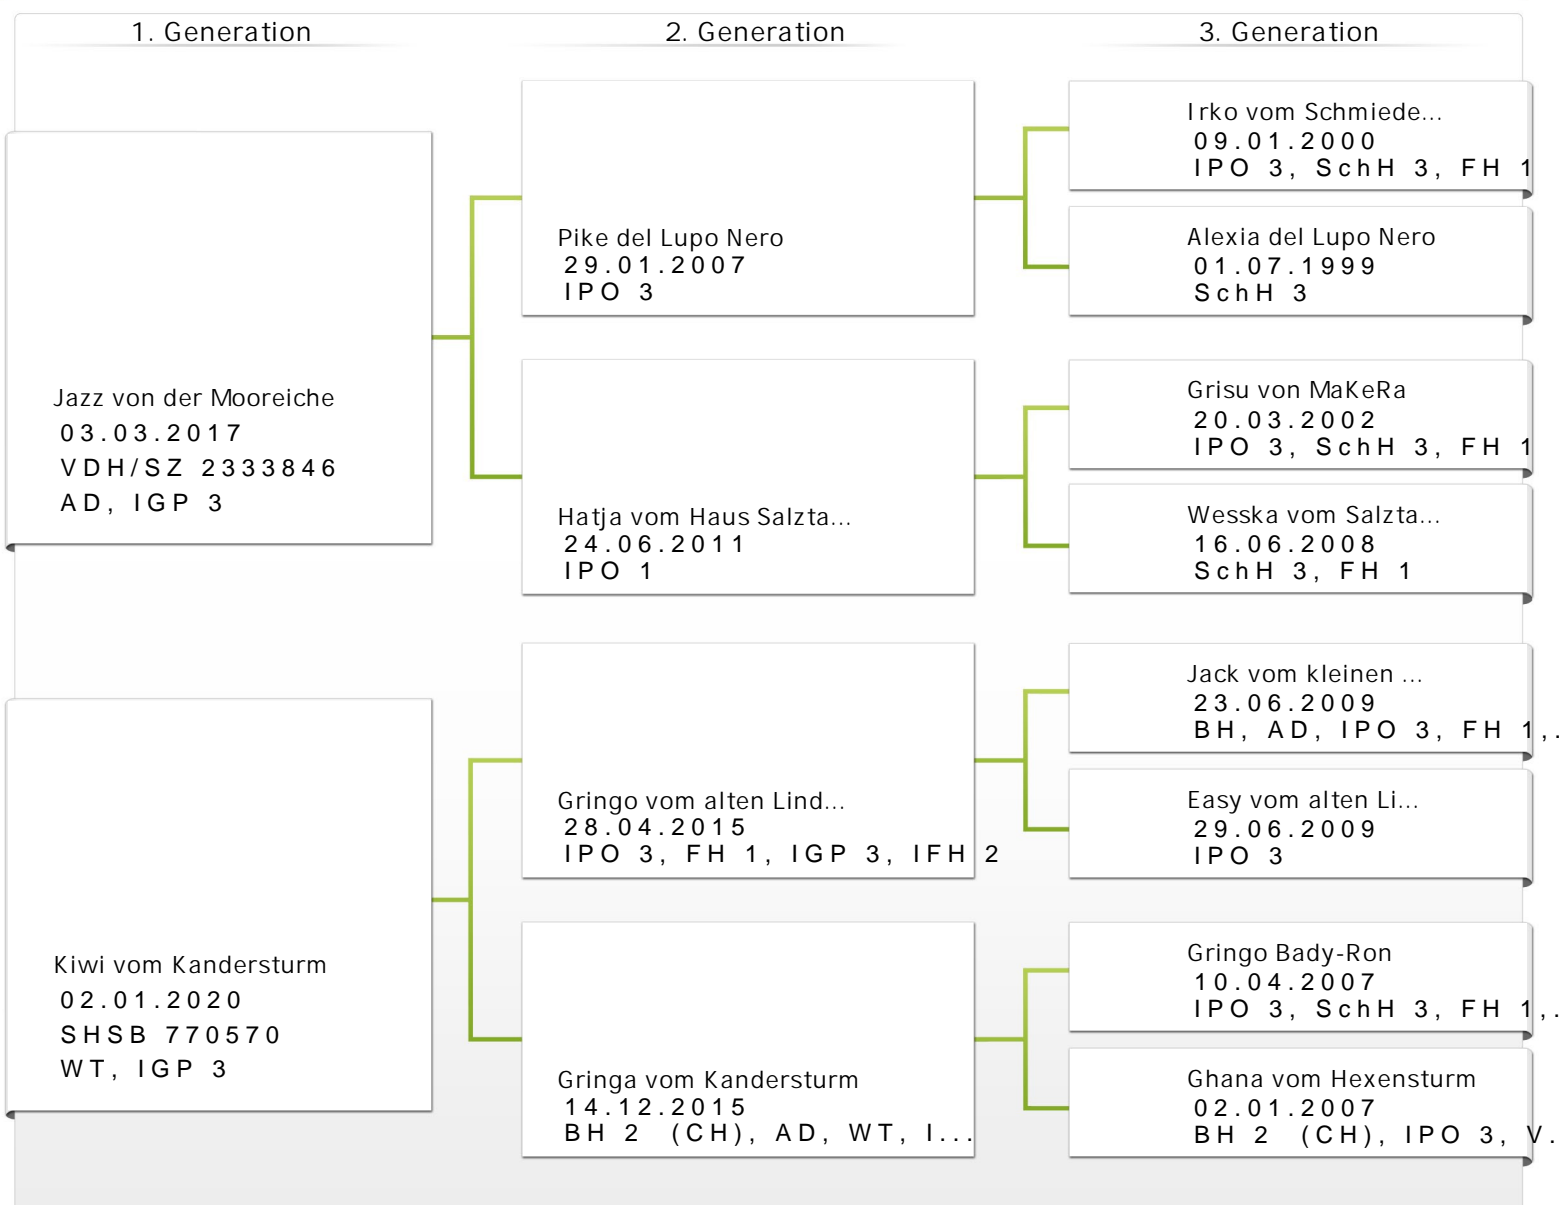 1. Generation
2. Generation
3. Generation
Jazz von der Mooreiche
03.03.2017
VDH/SZ 2333846
AD, IGP 3
Kiwi vom Kandersturm
02.01.2020
SHSB 770570
WT, IGP 3
Pike del Lupo Nero
29.01.2007
IPO 3
Hatja vom Haus Salzta...
24.06.2011
IPO 1
Gringo vom alten Lind...
28.04.2015
IPO 3, FH 1, IGP 3, IFH 2
Gringa vom Kandersturm
14.12.2015
BH 2 (CH), AD, WT, I...
Irko vom Schmiede...
09.01.2000
IPO 3, SchH 3, FH 1
Alexia del Lupo Nero
01.07.1999
SchH 3
Grisu von MaKeRa
20.03.2002
IPO 3, SchH 3, FH 1
Wesska vom Salzta...
16.06.2008
SchH 3, FH 1
Jack vom kleinen ...
23.06.2009
BH, AD, IPO 3, FH 1,.
Easy vom alten Li...
29.06.2009
IPO 3
Gringo Bady-Ron
10.04.2007
IPO 3, SchH 3, FH 1,.
Ghana vom Hexensturm
02.01.2007
BH 2 (CH), IPO 3, V.